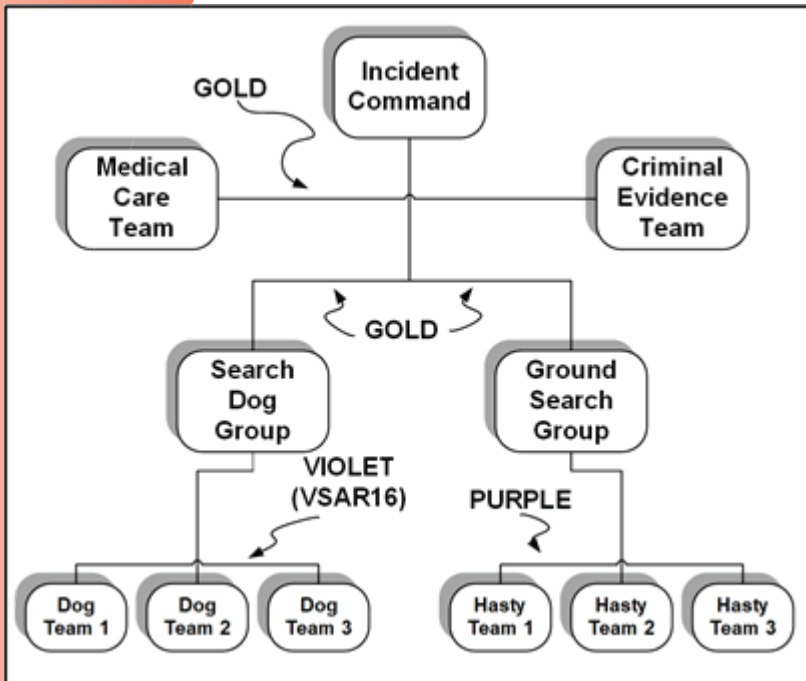 Incident
Command
GOLD
Medical
Care
Team
Criminal
Evidence
Team
GOLD
Search
Dog
Group
Ground
Search
Group
VIOLET
(VSAR16)
PURPLE
Dog
Team 1
Dog
Team 2
Dog
Team 3
Hasty
Team 1
Hasty
Team 2
Hasty
Team 3